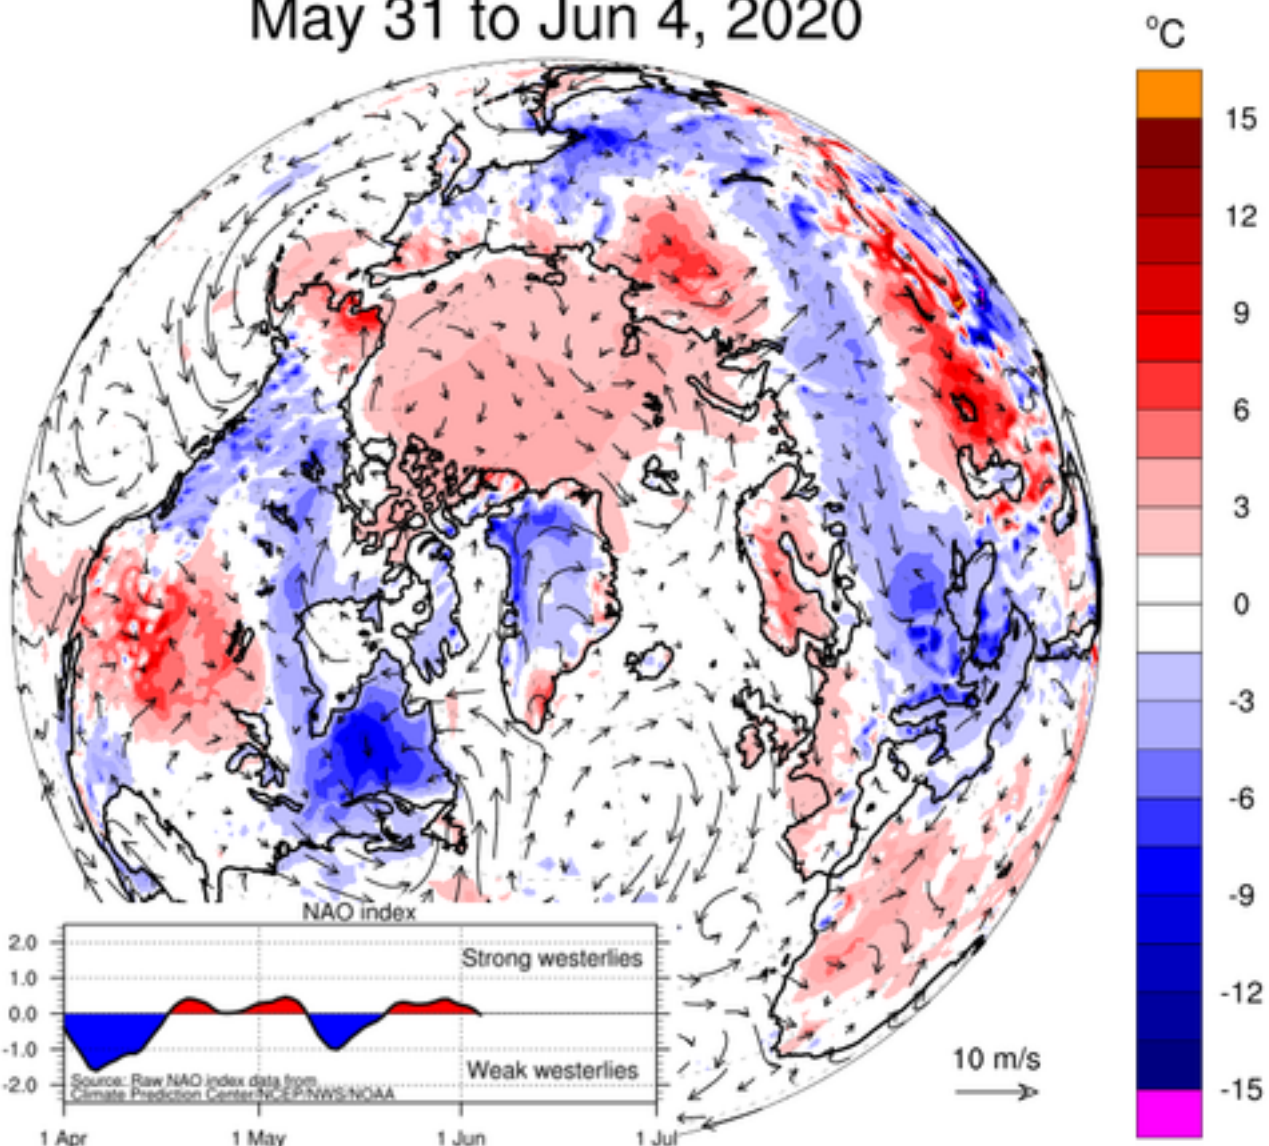 May 31 to Jun 4, 2020
°C
15
12
9
6
3
0
-3
-6
-9
-12
-15
NAO index
2.0
1.0
0.0
-1.0
-2.0
Strong westerlies
Weak westerlies
Source: Raw NAO index data from
Climate Prediction Center/NCEP/NWS/NOAA
1 Apr
1 May
1 Jun
1 Jul
10 m/s